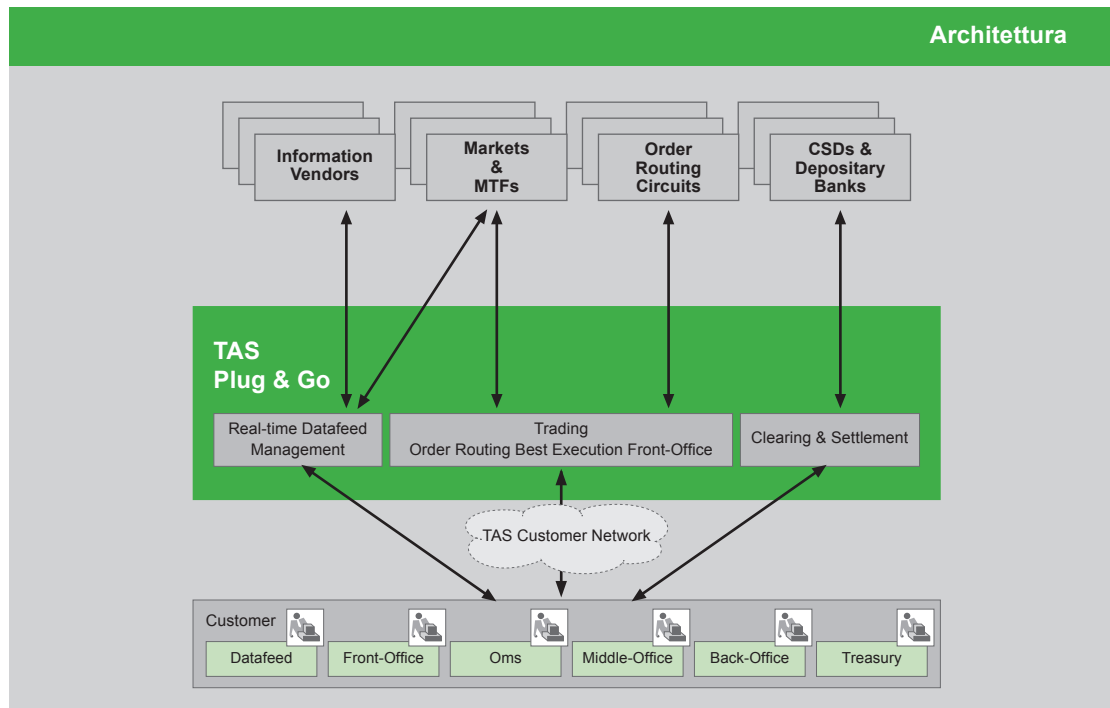 Architettura
Information
Vendors
Markets
&
MTFs
Order
Routing
Circuits
CSDs &
Depositary
Banks
TAS
Plug & Go
Real-time Datafeed
Management
Trading
Order Routing Best Execution Front-Office
Clearing & Settlement
TAS Customer Network
Customer
Datafeed
Front-Office
Oms
Middle-Office
Back-Office
Treasury